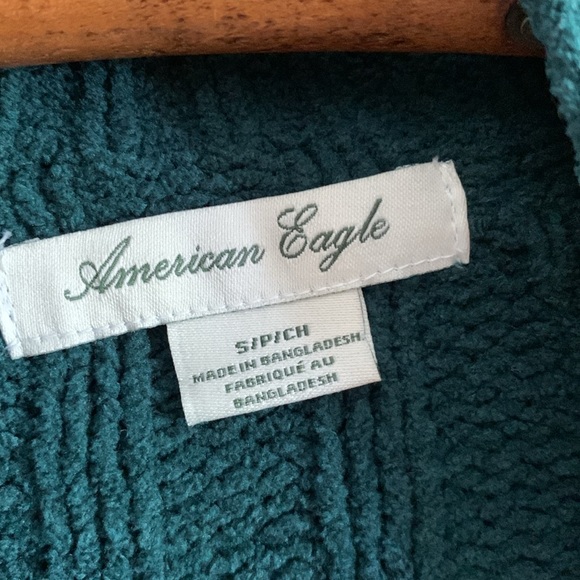 American Eagle
S/P/CH
MADE IN BANGLADESH
FABRIQUÉ AU
BANGLADESH